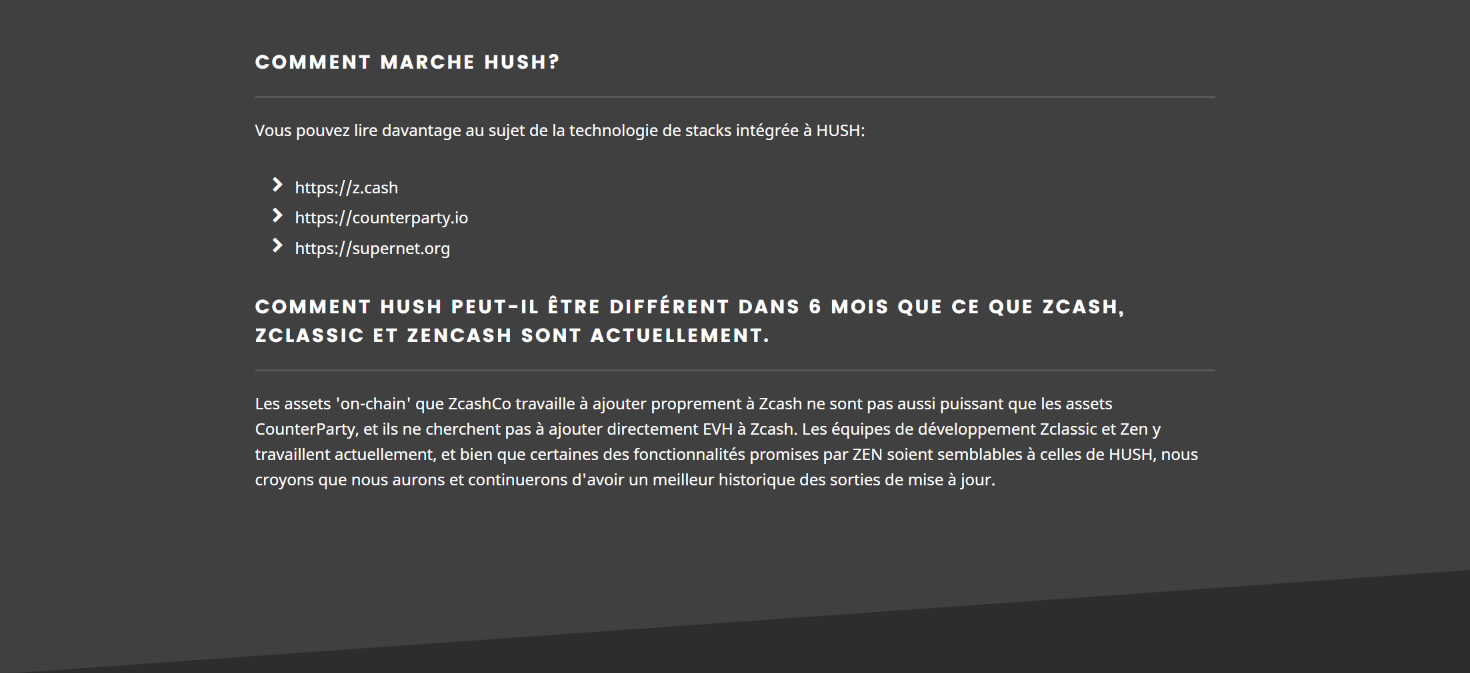 COMMENT MARCHE HUSH?
Vous pouvez lire davantage au sujet de la technologie de stacks intégrée à HUSH:
https://z.cash
https://counterparty.io
https://supernet.org
COMMENT HUSH PEUT-IL ÊTRE DIFFÉRENT DANS 6 MOIS QUE CE QUE ZCASH,
ZCLASSIC ET ZENCASH SONT ACTUELLEMENT.
Les assets 'on-chain' que ZcashCo travaille à ajouter proprement à Zcash ne sont pas aussi puissant que les assets
CounterParty, et ils ne cherchent pas à ajouter directement EVH à Zcash. Les équipes de développement Zclassic et Zen y
travaillent actuellement, et bien que certaines des fonctionnalités promises par ZEN soient semblables à celles de HUSH, nous
croyons que nous aurons et continuerons d'avoir un meilleur historique des sorties de mise à jour.